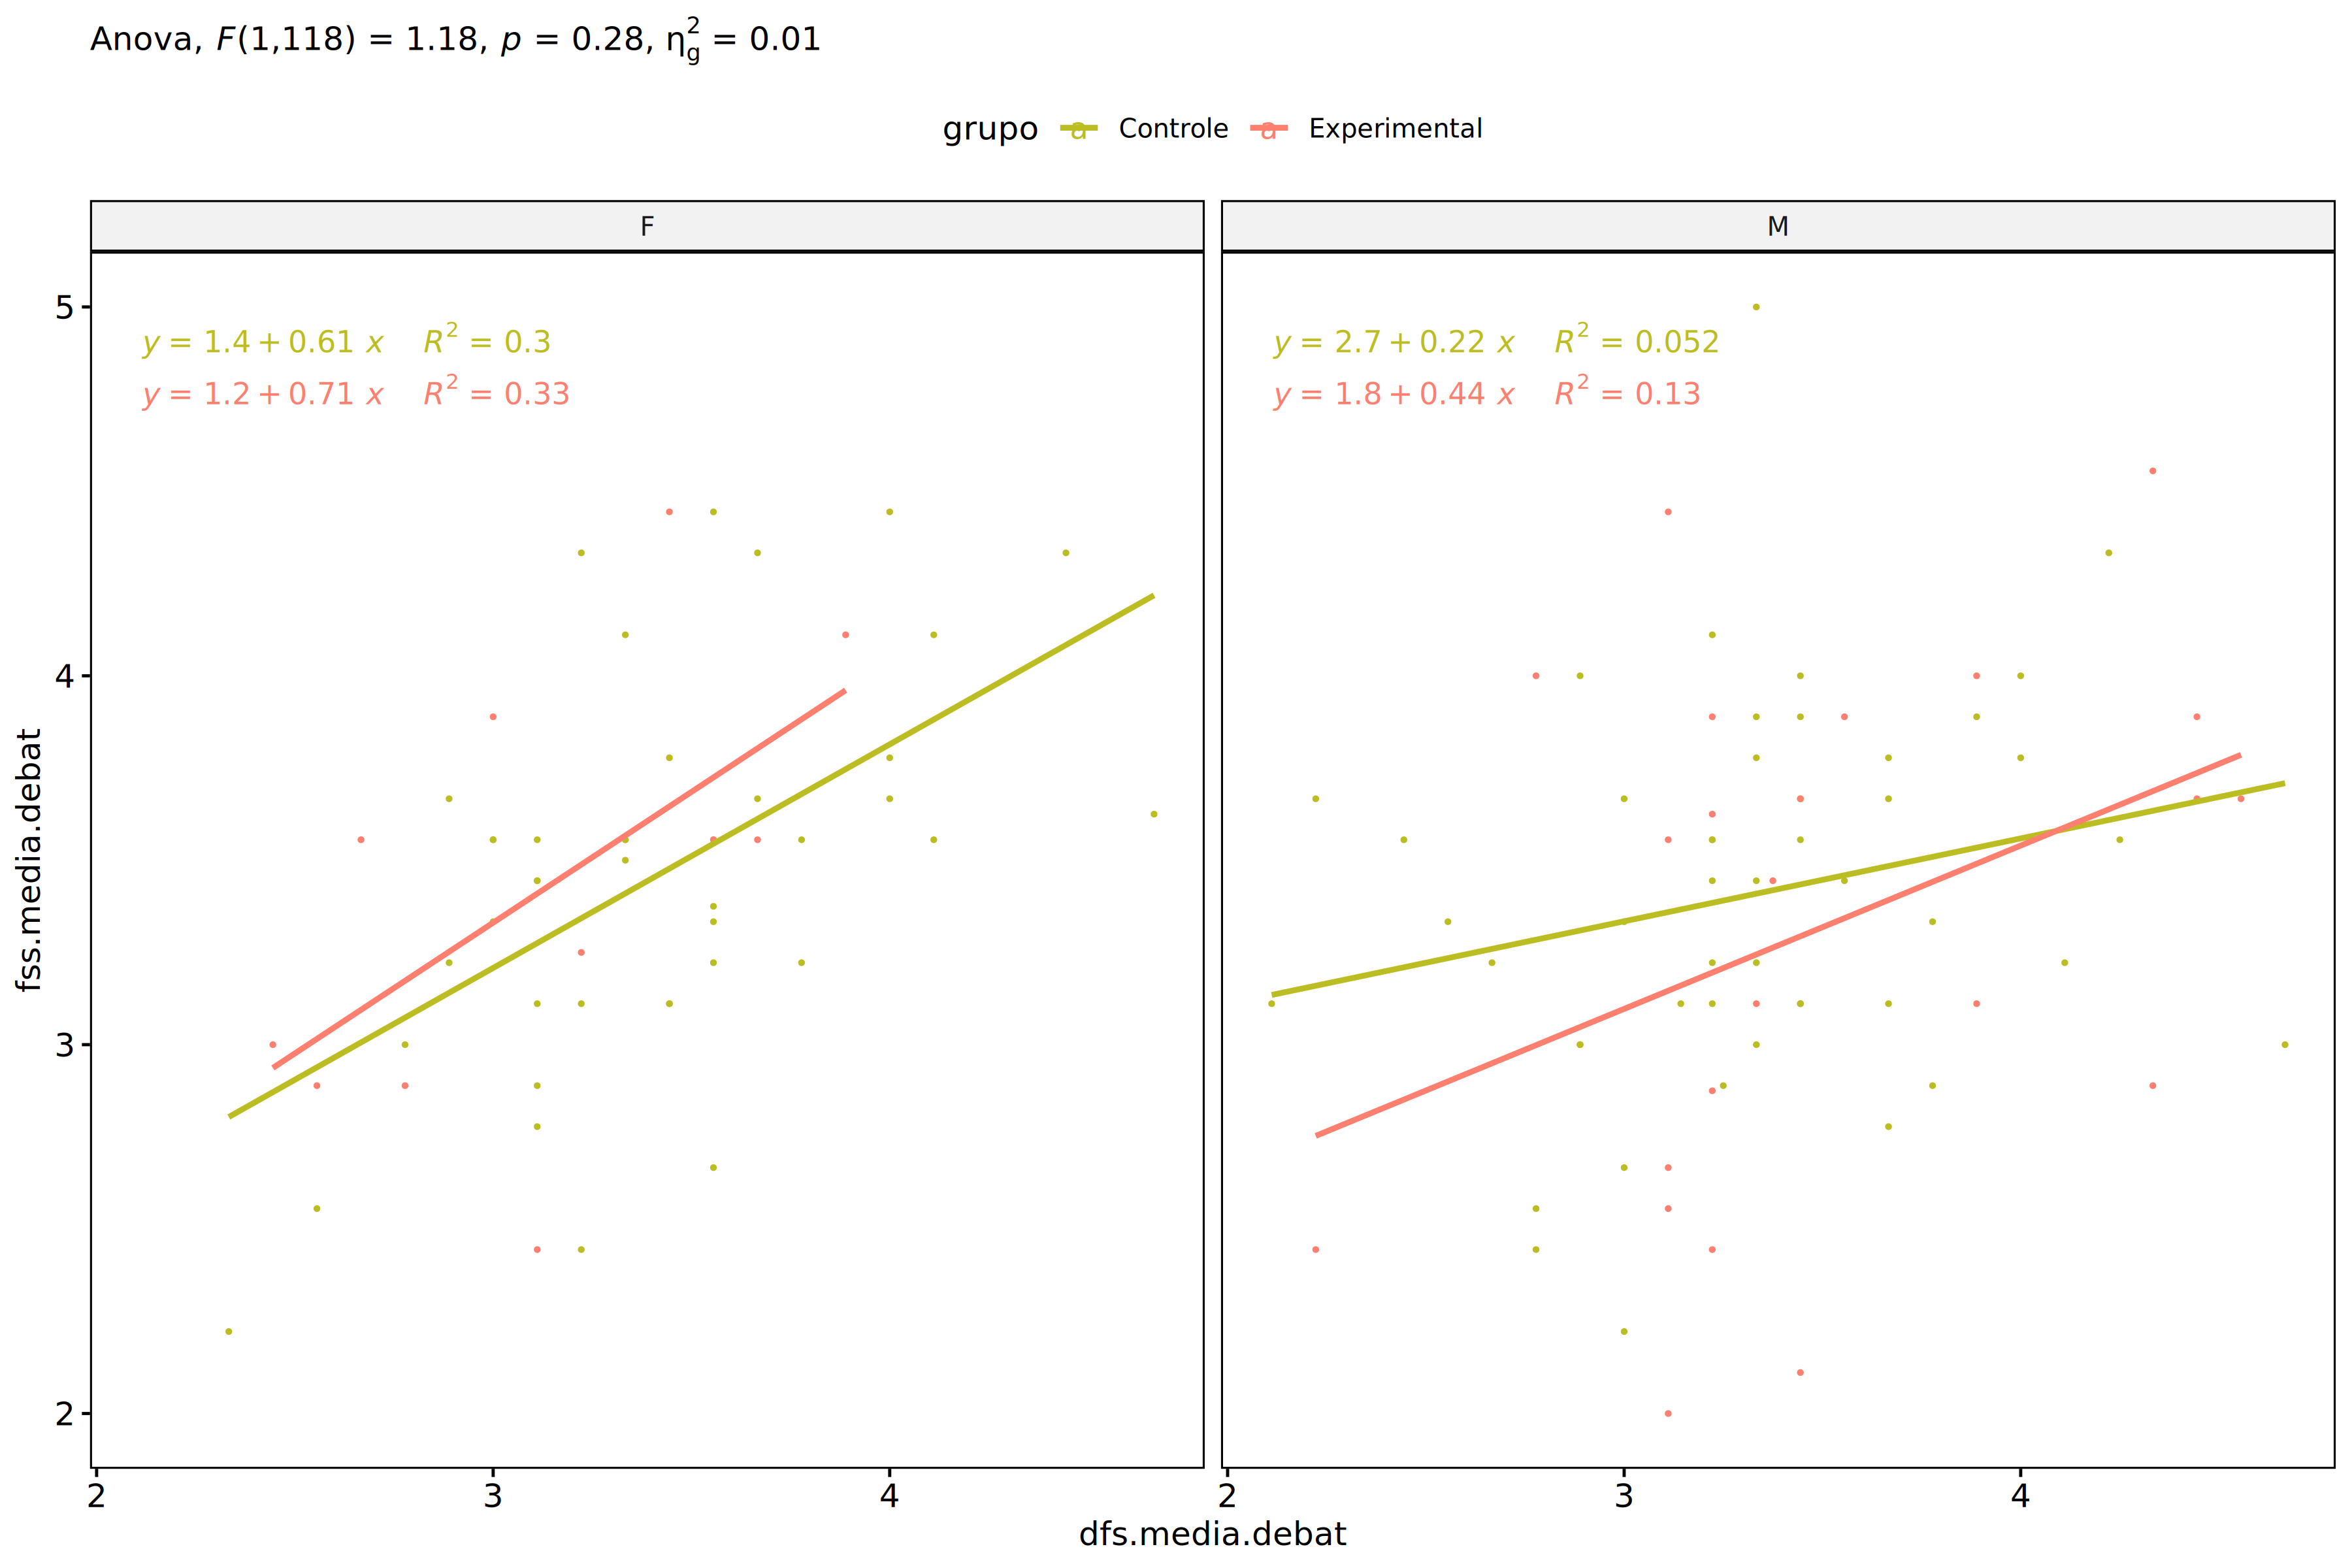 Anova, F(1,118) = 1.18, p = 0.28, η²g = 0.01
grupo a Controle a Experimental
F
M
y = 1.4 + 0.61 x R² = 0.3
y = 1.2 + 0.71 x R² = 0.33
y = 2.7 + 0.22 x R² = 0.052
y = 1.8 + 0.44 x R² = 0.13
5
4
3
2
fss.media.debat
2 3 4
2 3 4
dfs.media.debat